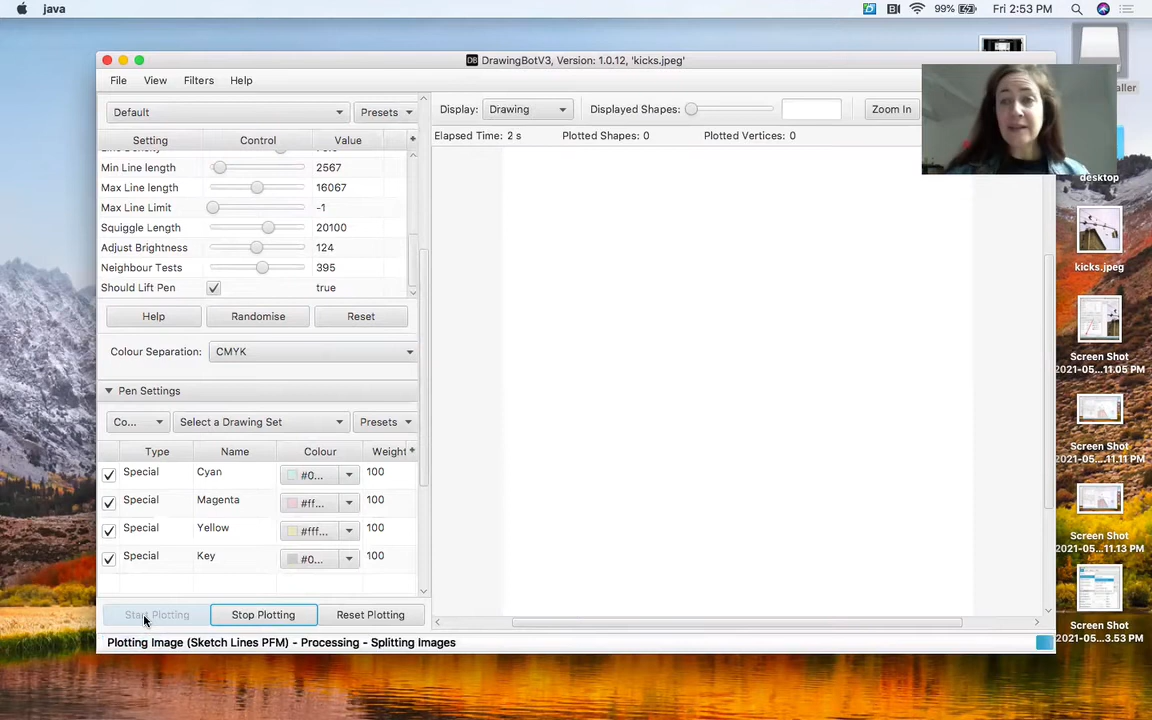 java
99%
Fri 2:53 PM
DrawingBotV3, Version: 1.0.12, 'kicks.jpeg'
File View Filters Help
Default
Presets
Display:
Drawing
Displayed Shapes:
Zoom In
Elapsed Time: 2 s
Plotted Shapes: 0
Plotted Vertices: 0
Setting Control Value
Min Line length 2567
Max Line length 16067
Max Line Limit -1
Squiggle Length 20100
Adjust Brightness 124
Neighbour Tests 395
Should Lift Pen true
Help Randomise Reset
Colour Separation: CMYK
Pen Settings
Co... Select a Drawing Set Presets
Type Name Colour Weight
Special Cyan #0... 100
Special Magenta #ff... 100
Special Yellow #fff... 100
Special Key #0... 100
Start Plotting Stop Plotting Reset Plotting
Plotting Image (Sketch Lines PFM) - Processing - Splitting Images
aller
desktop
kicks.jpeg
Screen Shot
2021-05...11.05 PM
Screen Shot
2021-05...11.11 PM
Screen Shot
2021-05...11.13 PM
Screen Shot
2021-05...3.53 PM